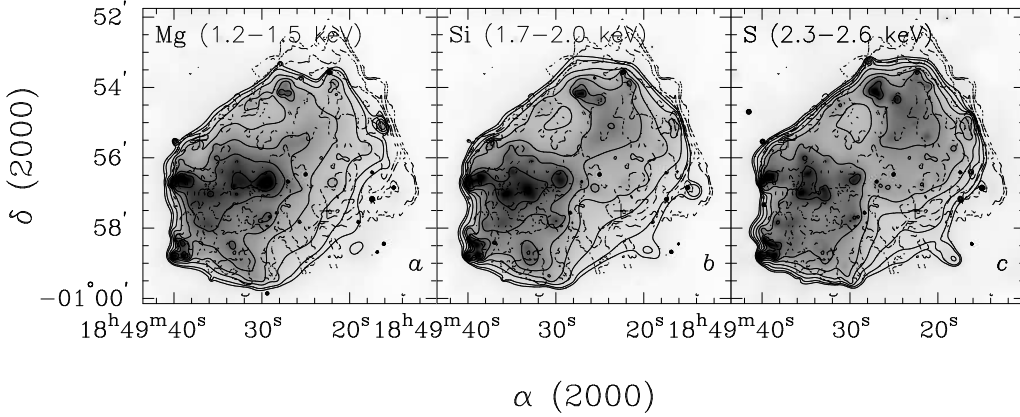 Mg (1.2−1.5 keV)
Si (1.7−2.0 keV)
S (2.3−2.6 keV)
52′
54′
56′
58′
−01°00′
δ (2000)
a
b
c
18ʰ49ᵐ40ˢ
30ˢ
20ˢ
18ʰ49ᵐ40ˢ
30ˢ
20ˢ
18ʰ49ᵐ40ˢ
30ˢ
20ˢ
α (2000)